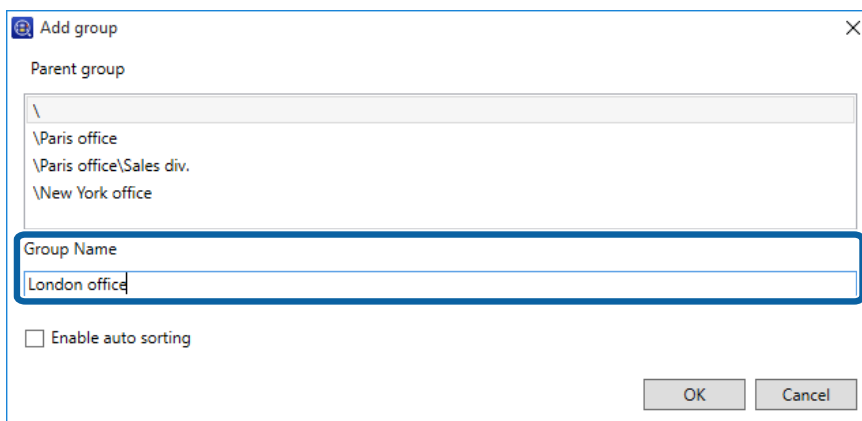 Add group
Parent group
\
\Paris office
\Paris office\Sales div.
\New York office
Group Name
London office
Enable auto sorting
OK Cancel